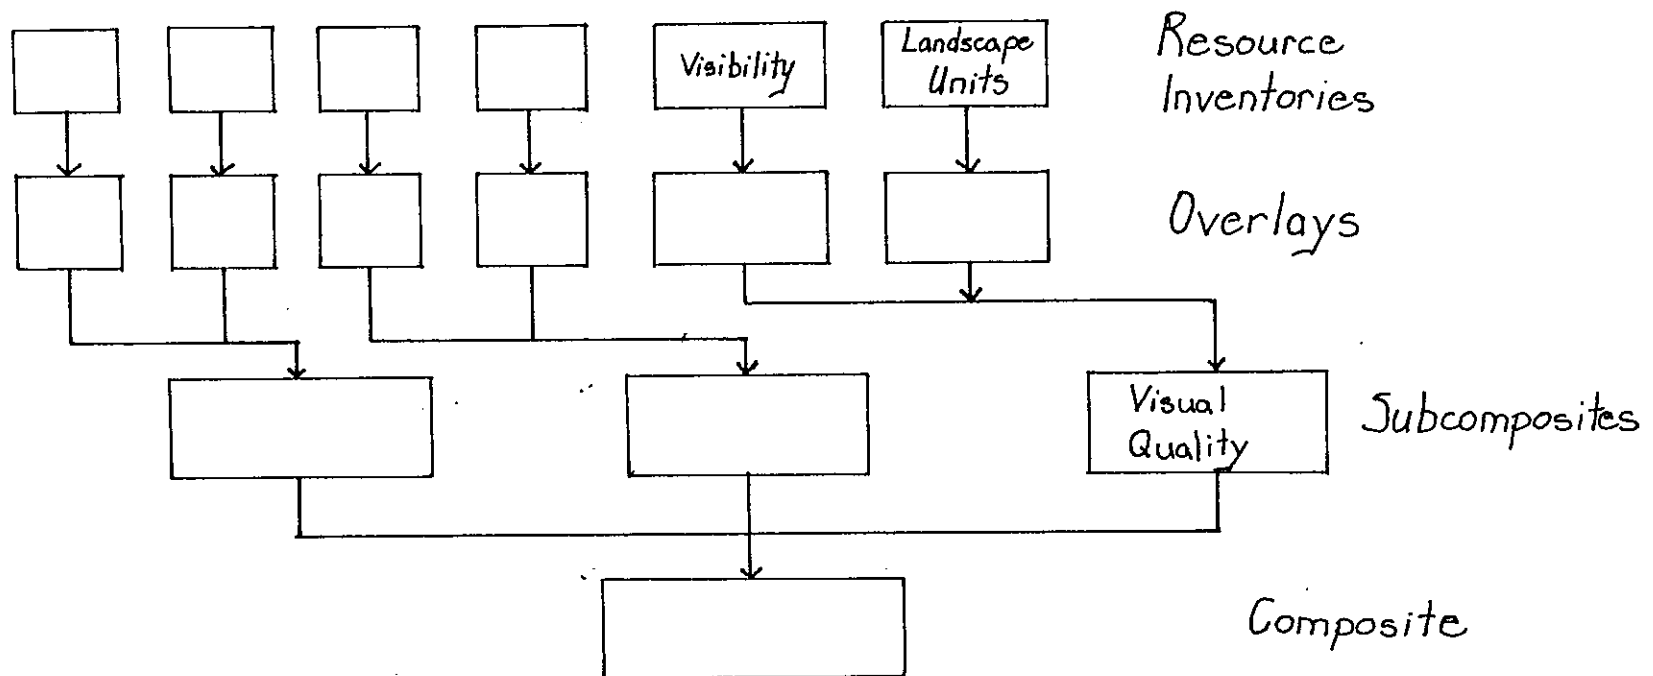 Visibility
Landscape
Units
Resource
Inventories
Overlays
Visual
Quality
Subcomposites
Composite